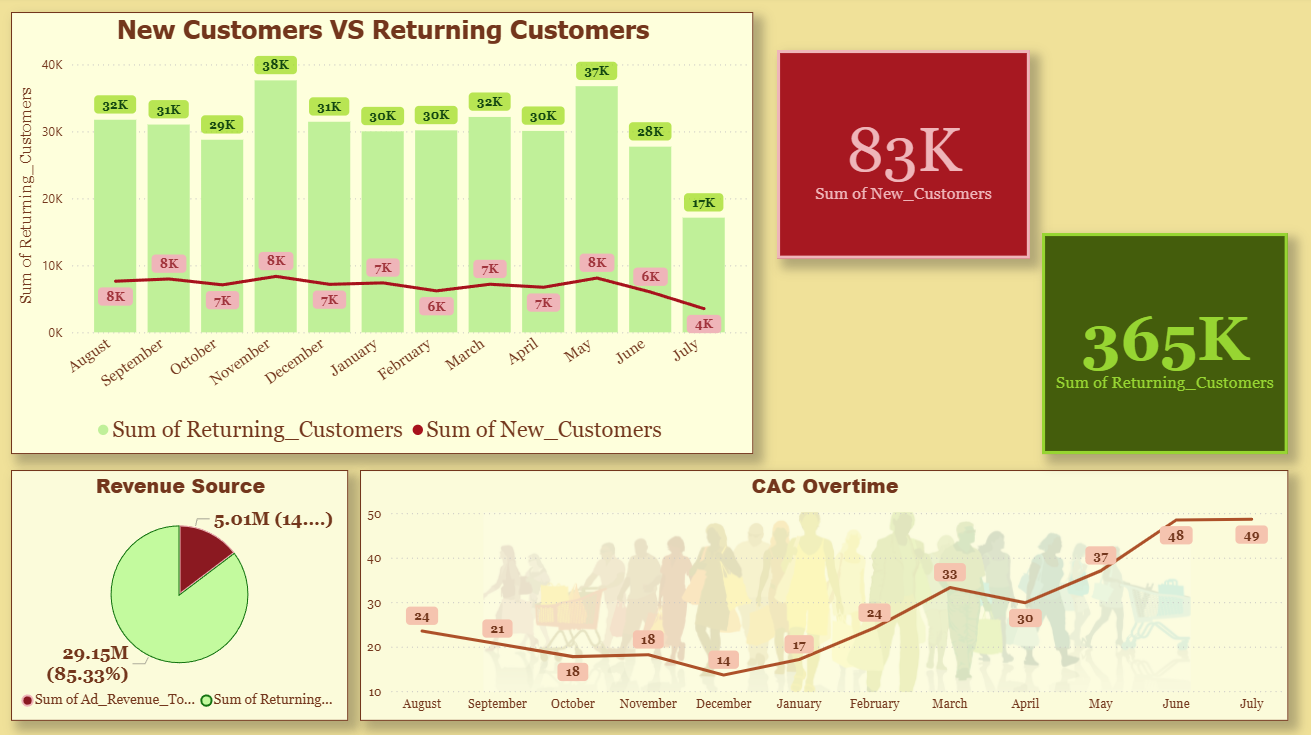 New Customers VS Returning Customers
Sum of Returning_Customers
40K
30K
20K
10K
0K
32K
31K
29K
38K
31K
30K
30K
32K
30K
37K
28K
17K
8K
8K
7K
8K
7K
7K
6K
7K
7K
8K
6K
4K
August
September
October
November
December
January
February
March
April
May
June
July
Sum of Returning_Customers
Sum of New_Customers
83K
Sum of New_Customers
365K
Sum of Returning_Customers
Revenue Source
5.01M (14....)
29.15M
(85.33%)
Sum of Ad_Revenue_To...
Sum of Returning...
CAC Overtime
50
40
30
20
10
24
21
18
18
14
17
24
33
30
37
48
49
August
September
October
November
December
January
February
March
April
May
June
July